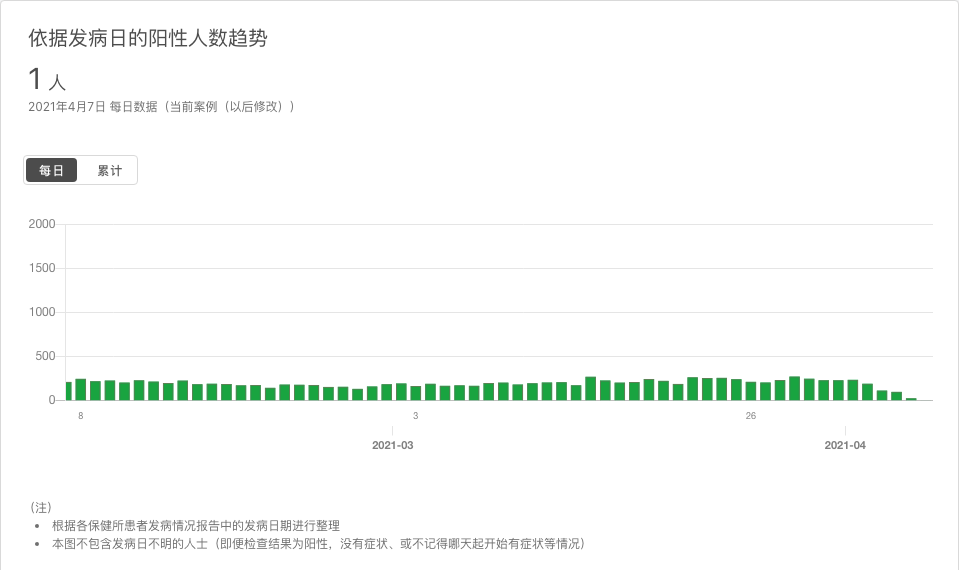 依据发病日的阳性人数趋势
1 人
2021年4月7日 每日数据（当前案例（以后修改））
每日 累计
2000
1500
1000
500
0
8 3 26
2021-03 2021-04
（注）
• 根据各保健所患者发病情况报告中的发病日期进行整理
• 本图不包含发病日不明的人士（即便检查结果为阳性，没有症状、或不记得哪天起开始有症状等情况）